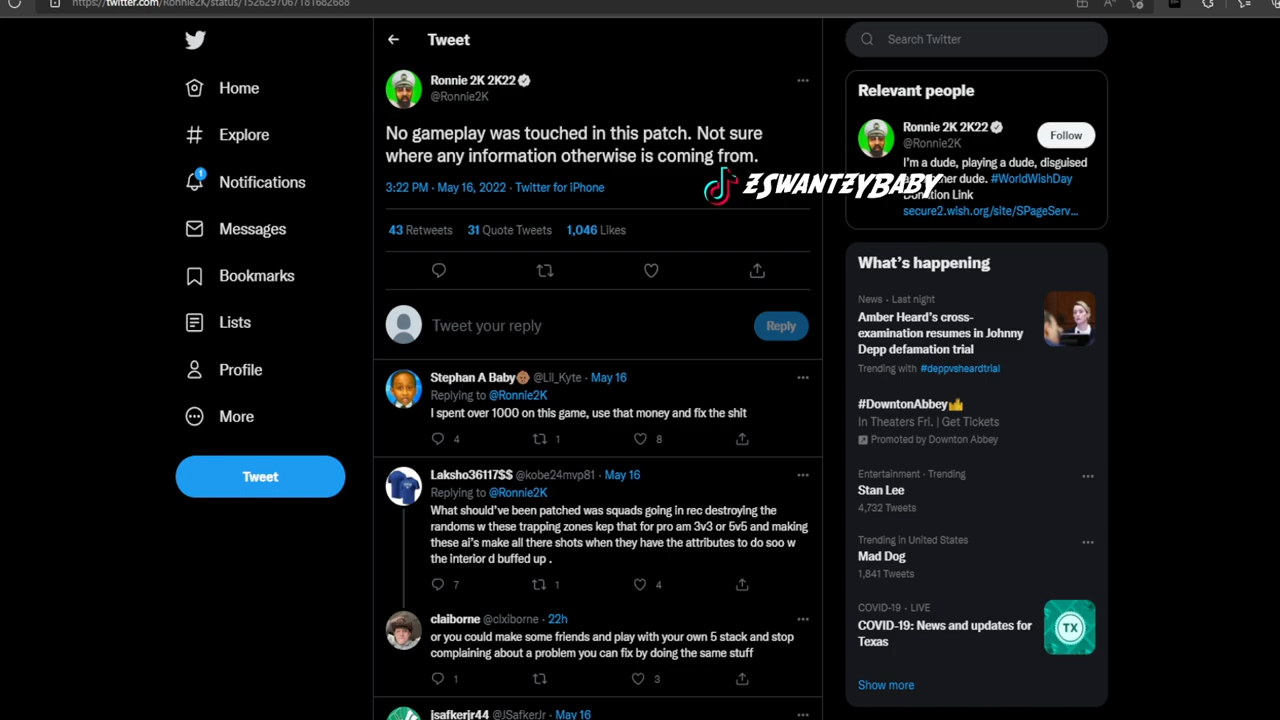 https://twitter.com/Ronnie2K/status/1526297067181682688
Home
Explore
1
Notifications
Messages
Bookmarks
Lists
Profile
More
Tweet
Tweet
Ronnie 2K 2K22
@Ronnie2K
No gameplay was touched in this patch. Not sure
where any information otherwise is coming from.
3:22 PM · May 16, 2022 · Twitter for iPhone
43 Retweets 31 Quote Tweets 1,046 Likes
Tweet your reply
Reply
Stephan A Baby @Lil_Kyte · May 16
Replying to @Ronnie2K
I spent over 1000 on this game, use that money and fix the shit
4 1 8
Laksho36117$$ @kobe24mvp81 · May 16
Replying to @Ronnie2K
What should've been patched was squads going in rec destroying the
randoms w these trapping zones kep that for pro am 3v3 or 5v5 and making
these ai's make all there shots when they have the attributes to do soo w
the interior d buffed up .
7 1 4
claiborne @clxiborne · 22h
or you could make some friends and play with your own 5 stack and stop
complaining about a problem you can fix by doing the same stuff
1 3
jsafkerjr44 @JSafkerJr · May 16
ZSWANTZYBABY
Search Twitter
Relevant people
Ronnie 2K 2K22
@Ronnie2K
Follow
I'm a dude, playing a dude, disguised
dude. #WorldWishDay
Link
secure2.wish.org/site/SPageServ…
What's happening
News · Last night
Amber Heard's cross-
examination resumes in Johnny
Depp defamation trial
Trending with #deppvsheardtrial
#DowntonAbbey
In Theaters Fri. | Get Tickets
Promoted by Downton Abbey
Entertainment · Trending
Stan Lee
4,732 Tweets
Trending in United States
Mad Dog
1,841 Tweets
COVID-19 · LIVE
COVID-19: News and updates for
Texas
TX
Show more